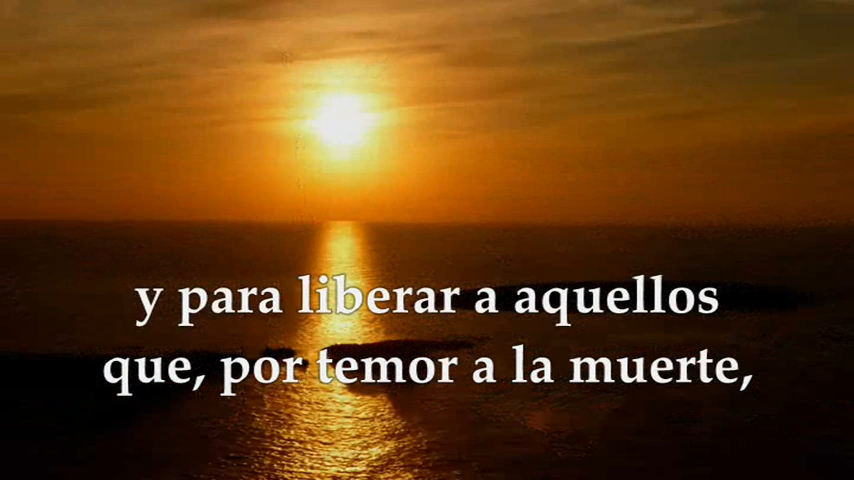 y para liberar a aquellos
que, por temor a la muerte,